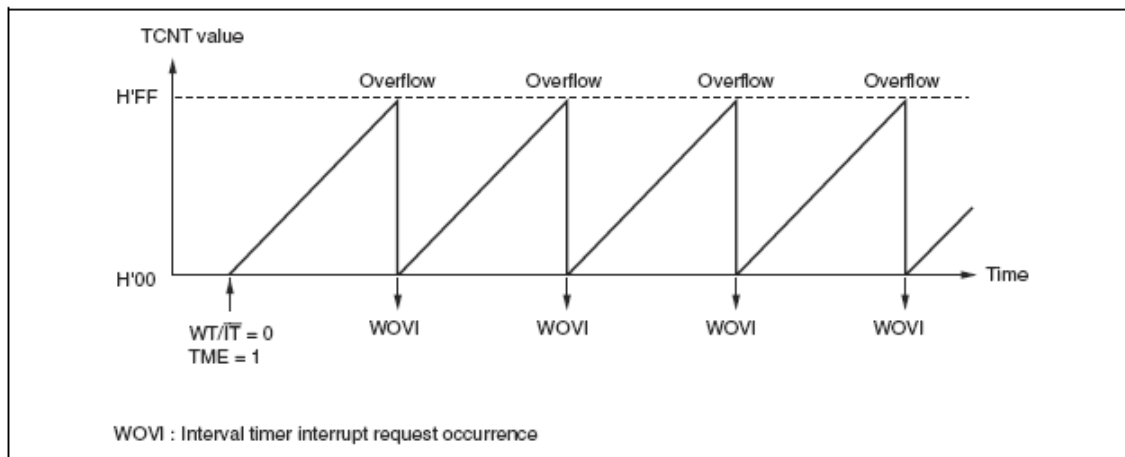 TCNT value
Overflow Overflow Overflow Overflow
H'FF
H'00
Time
WT/I̅T̅ = 0
TME = 1
WOVI WOVI WOVI WOVI
WOVI : Interval timer interrupt request occurrence